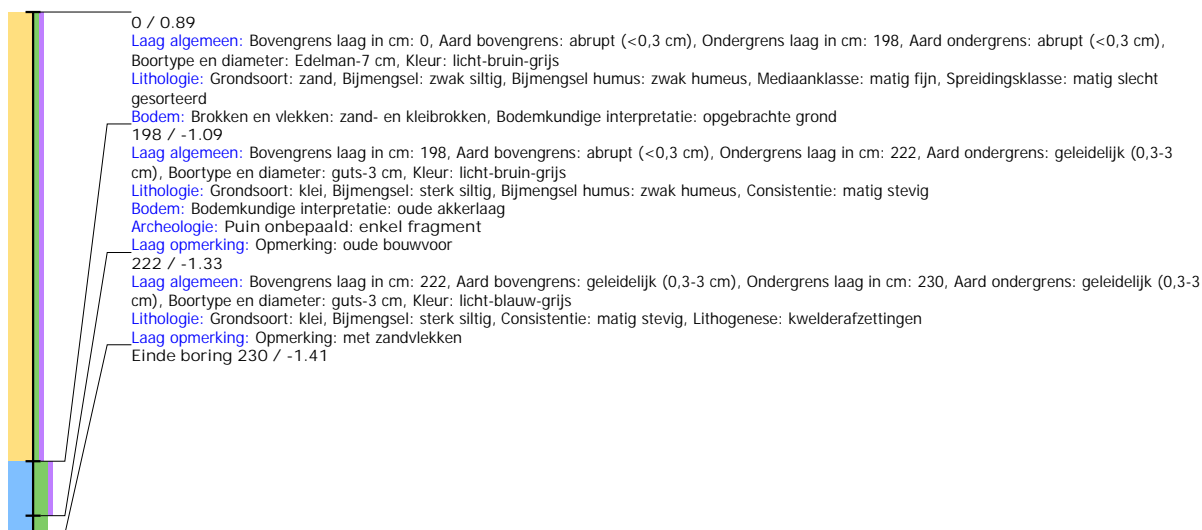 0 / 0.89
Laag algemeen: Bovengrens laag in cm: 0, Aard bovengrens: abrupt (<0,3 cm), Ondergrens laag in cm: 198, Aard ondergrens: abrupt (<0,3 cm),
Boortype en diameter: Edelman-7 cm, Kleur: licht-bruin-grijs
Lithologie: Grondsoort: zand, Bijmengsel: zwak siltig, Bijmengsel humus: zwak humeus, Mediaanklasse: matig fijn, Spreidingsklasse: matig slecht
gesorteerd
Bodem: Brokken en vlekken: zand- en kleibrokken, Bodemkundige interpretatie: opgebrachte grond
198 / -1.09
Laag algemeen: Bovengrens laag in cm: 198, Aard bovengrens: abrupt (<0,3 cm), Ondergrens laag in cm: 222, Aard ondergrens: geleidelijk (0,3-3
cm), Boortype en diameter: guts-3 cm, Kleur: licht-bruin-grijs
Lithologie: Grondsoort: klei, Bijmengsel: sterk siltig, Bijmengsel humus: zwak humeus, Consistentie: matig stevig
Bodem: Bodemkundige interpretatie: oude akkerlaag
Archeologie: Puin onbepaald: enkel fragment
Laag opmerking: Opmerking: oude bouwvoor
222 / -1.33
Laag algemeen: Bovengrens laag in cm: 222, Aard bovengrens: geleidelijk (0,3-3 cm), Ondergrens laag in cm: 230, Aard ondergrens: geleidelijk (0,3-3
cm), Boortype en diameter: guts-3 cm, Kleur: licht-blauw-grijs
Lithologie: Grondsoort: klei, Bijmengsel: sterk siltig, Consistentie: matig stevig, Lithogenese: kwelderafzettingen
Laag opmerking: Opmerking: met zandvlekken
Einde boring 230 / -1.41